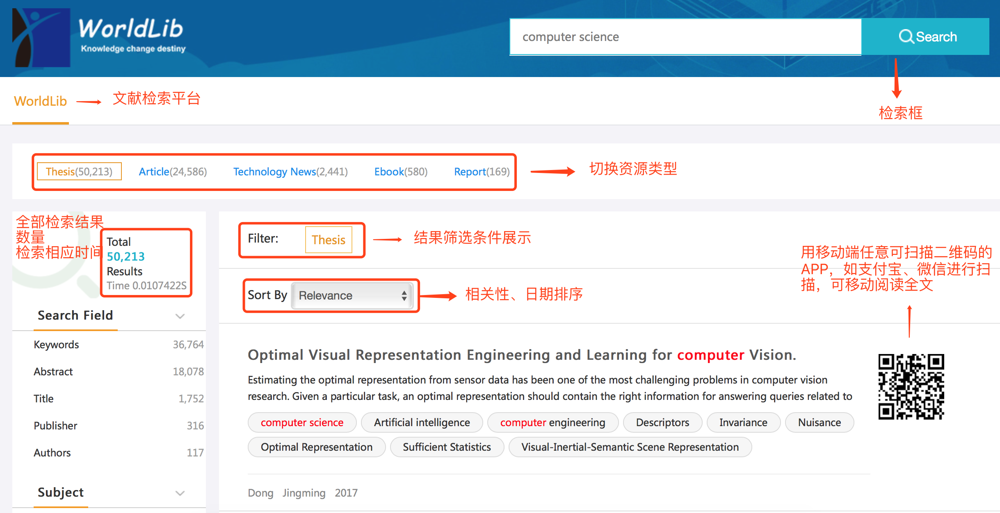 WorldLib
Knowledge change destiny
computer science
Search
WorldLib
文献检索平台
检索框
Thesis(50,213)
Article(24,586)
Technology News(2,441)
Ebook(580)
Report(169)
切换资源类型
全部检索结果
数量
检索相应时间
Total
50,213
Results
Time 0.0107422S
Filter:
Thesis
结果筛选条件展示
Sort By
Relevance
相关性、日期排序
用移动端任意可扫描二维码的
APP，如支付宝、微信进行扫
描，可移动阅读全文
Search Field
Keywords 36,764
Abstract 18,078
Title 1,752
Publisher 316
Authors 117
Subject
Optimal Visual Representation Engineering and Learning for computer Vision.
Estimating the optimal representation from sensor data has been one of the most challenging problems in computer vision
research. Given a particular task, an optimal representation should contain the right information for answering queries related to
computer science
Artificial intelligence
computer engineering
Descriptors
Invariance
Nuisance
Optimal Representation
Sufficient Statistics
Visual-Inertial-Semantic Scene Representation
Dong Jingming 2017